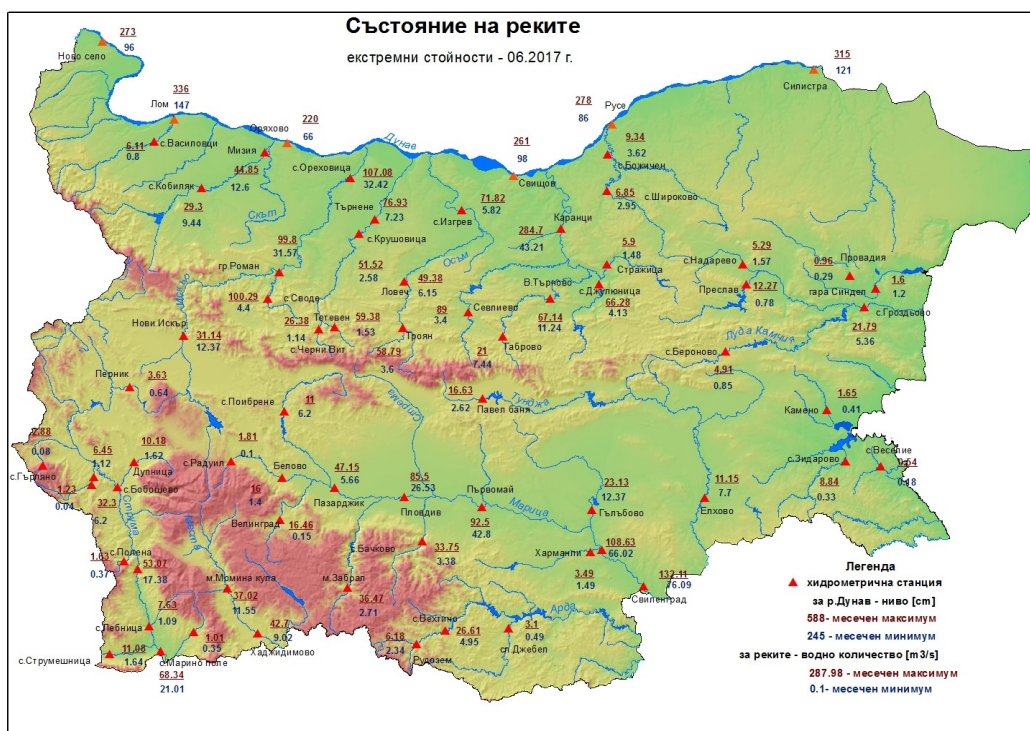 Състояние на реките
екстремни стойности - 06.2017 г.
273
96
Ново село
336
147
Лом
6.11
0.8
с.Василовци
Оряхово
220
66
Мизия
44.85
12.6
с.Кобиляк
29.3
9.44
Скът
с.Ореховица
107.08
32.42
Търнене
76.93
7.23
с.Крушовица
51.52
2.58
99.8
31.57
гр.Роман
100.29
4.4
с.Своде
Дунав
261
98
Свищов
278
86
Русе
315
121
Силистра
9.34
3.62
с.Божичен
6.85
2.95
с.Широково
71.82
5.82
с.Изгрев
Каранци
284.7
43.21
Осъм
49.38
6.15
Ловеч
5.9
1.48
Стражица
с.Джулюница
66.28
4.13
В.Търново
67.14
11.24
89
3.4
Севлиево
21
7.44
Габрово
с.Надарево
5.29
1.57
Преслав
12.27
0.78
0.96
0.29
Провадия
гара Синдел
1.6
1.2
с.Гроздьово
21.79
5.36
Луда Камчия
с.Бероново
4.91
0.85
Тетевен
59.38
1.53
26.38
1.14
с.Черни Вит
Троян
58.79
3.6
Искър
Нови Искър
31.14
12.37
Перник
3.63
0.64
с.Поибрене
11
6.2
16.63
2.62
Павел баня
Тунджа
Стряма
1.65
0.41
Камено
с.Зидарово
8.84
0.33
с.Веселие
0.18
2.88
0.08
с.Гърляно
6.45
1.12
1.23
0.04
10.18
1.62
Дупница
с.Бобошево
32.3
6.2
Струма
с.Радуил
1.81
0.1
Белово
16
1.4
Велинград
16.46
0.15
47.15
5.66
Пазарджик
85.5
26.53
Пловдив
Първомай
92.5
42.8
Марица
23.13
12.37
Гълъбово
11.15
7.7
Елхово
Харманли
108.63
66.02
3.49
1.49
132.11
76.09
Свиленград
с.Бачково
33.75
3.38
м.Забрал
36.47
2.71
Места
м.Момина кула
37.02
11.55
с.Полена
1.63
0.37
53.07
17.38
7.63
1.09
с.Лебница
1.01
0.35
42.7
9.02
Хаджидимово
с.Струмешница
11.08
1.64
с.Марино поле
68.34
21.01
6.18
2.34
Рудозем
с.Вехтино
26.61
4.95
3.1
0.49
сп.Джебел
Арда
Легенда
хидрометрична станция
за р.Дунав - ниво [cm]
588- месечен максимум
245 - месечен минимум
за реките - водно количество [m3/s]
287.98 - месечен максимум
0.1- месечен минимум